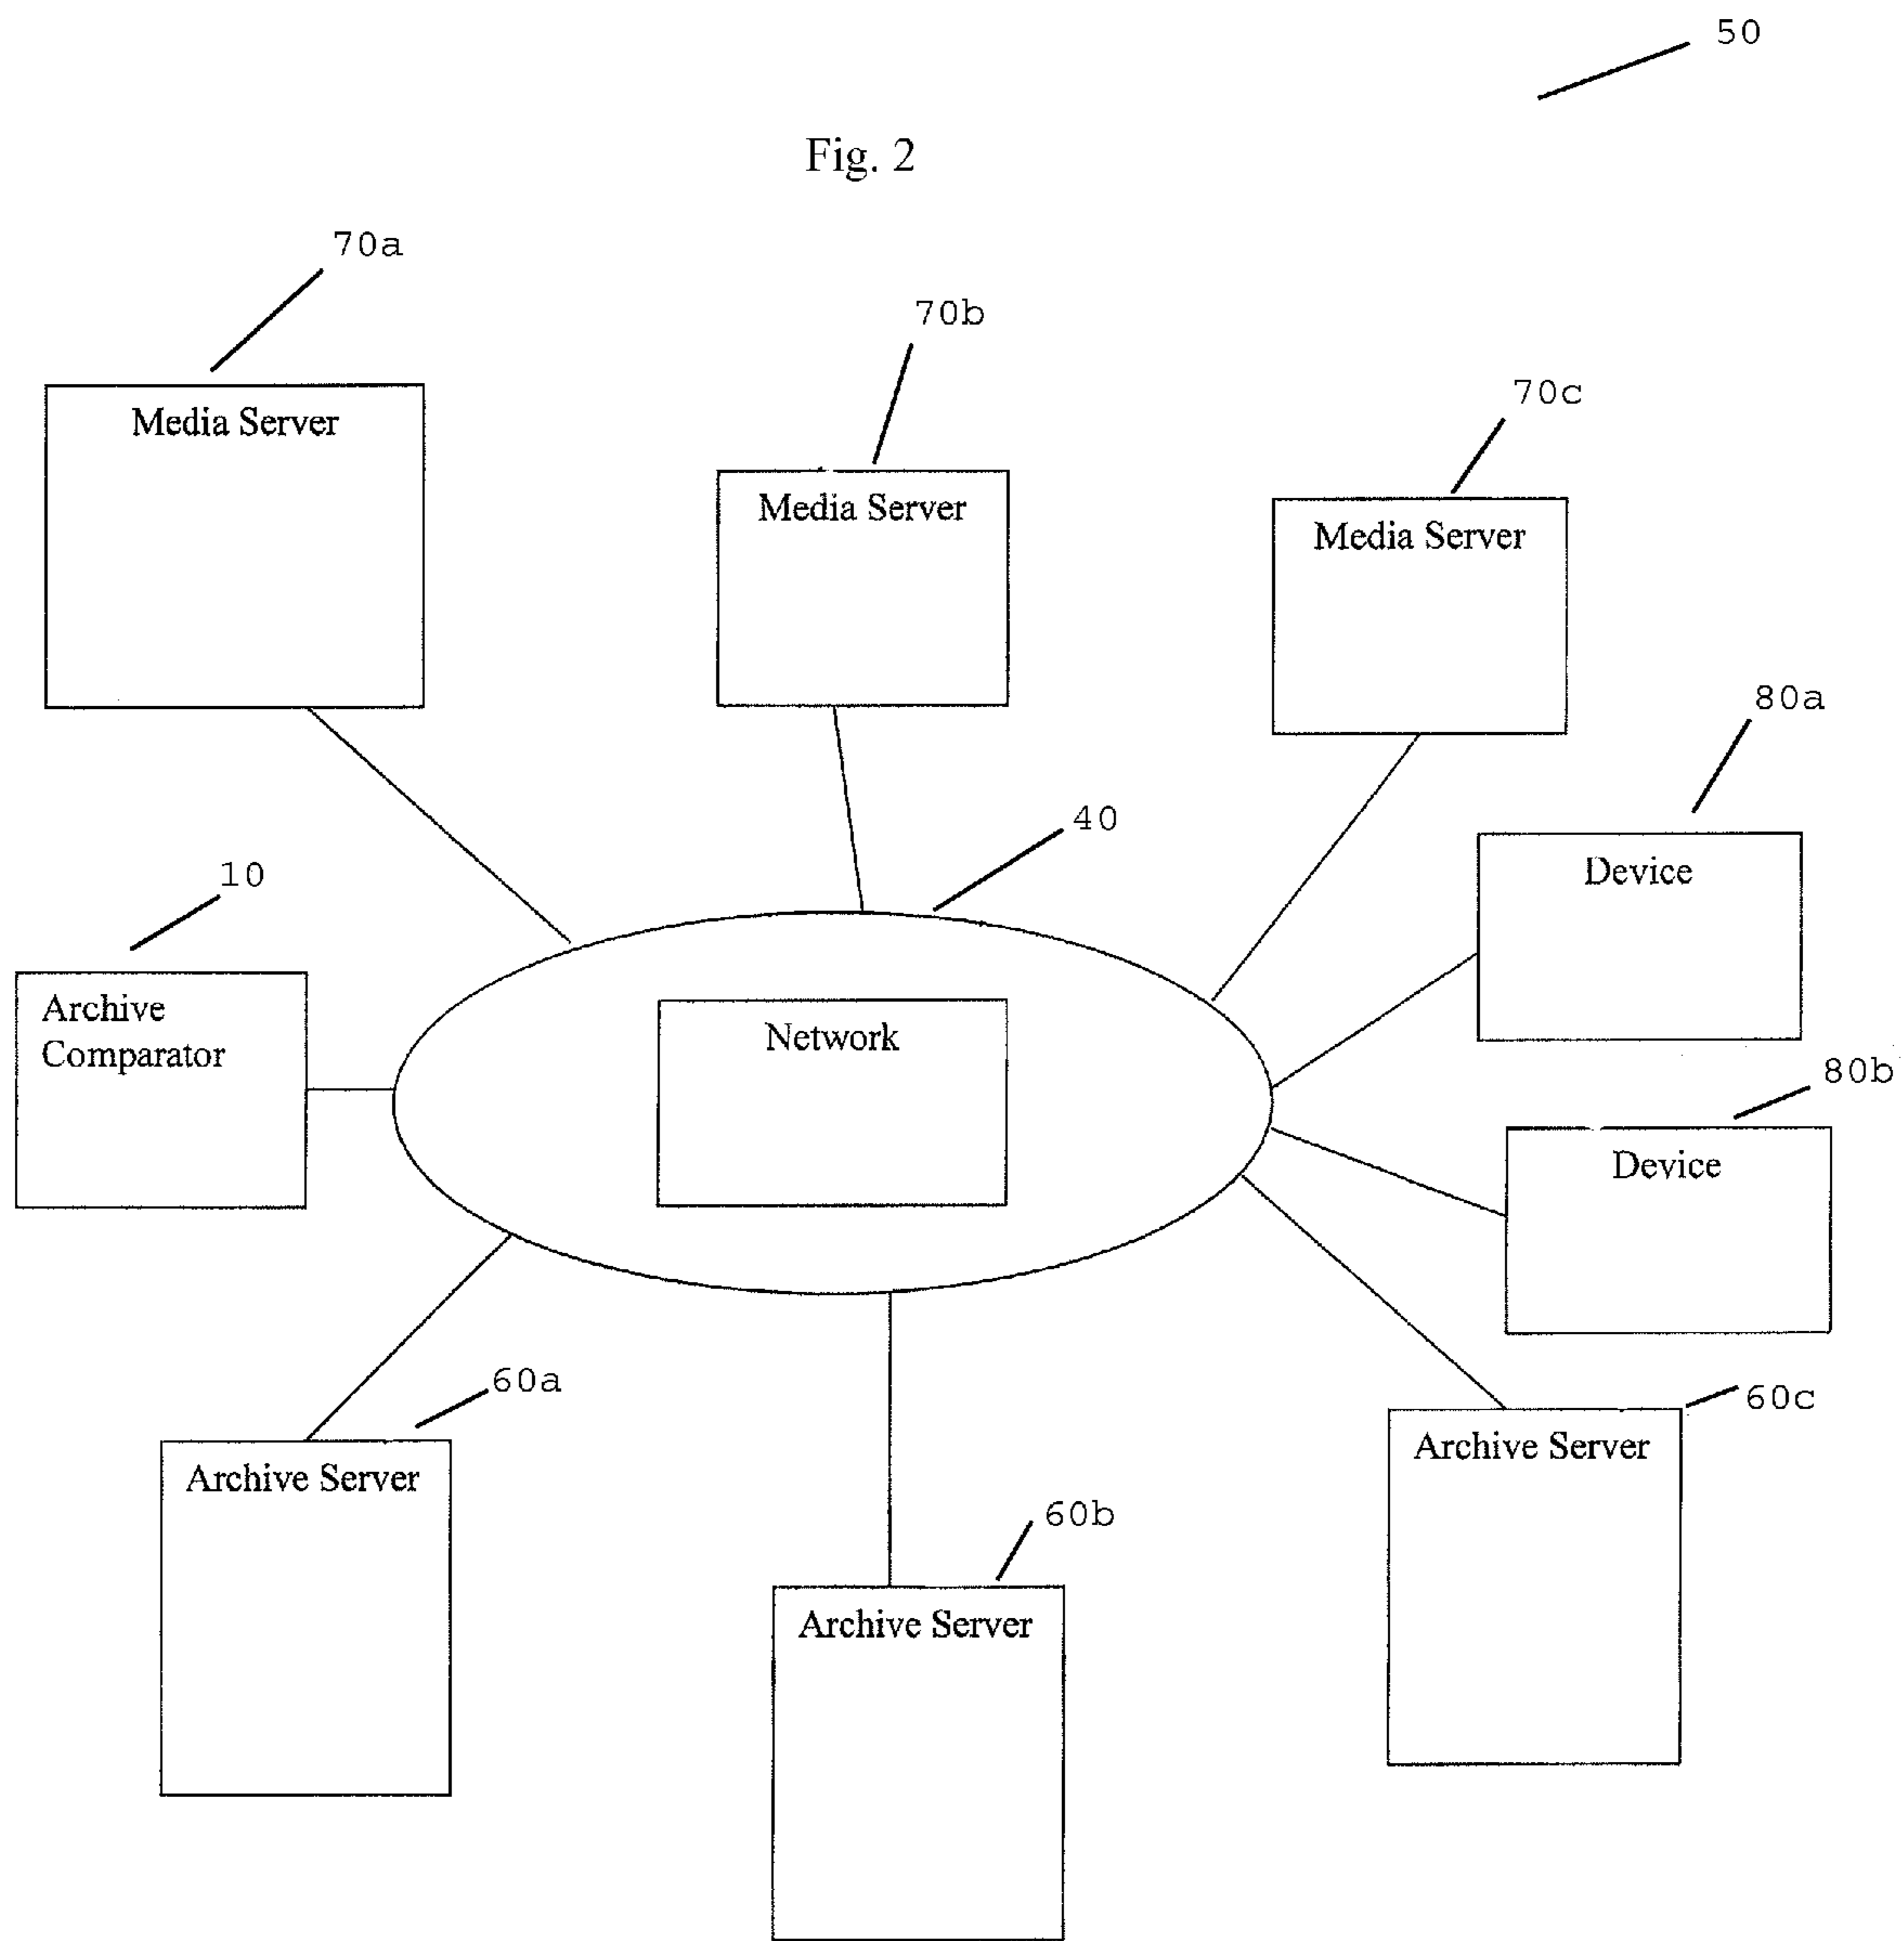 50
Fig. 2
70a
70b
70c
Media Server
Media Server
Media Server
80a
40
10
Device
Archive
Comparator
Network
80b
Device
60a
60c
Archive Server
Archive Server
60b
Archive Server